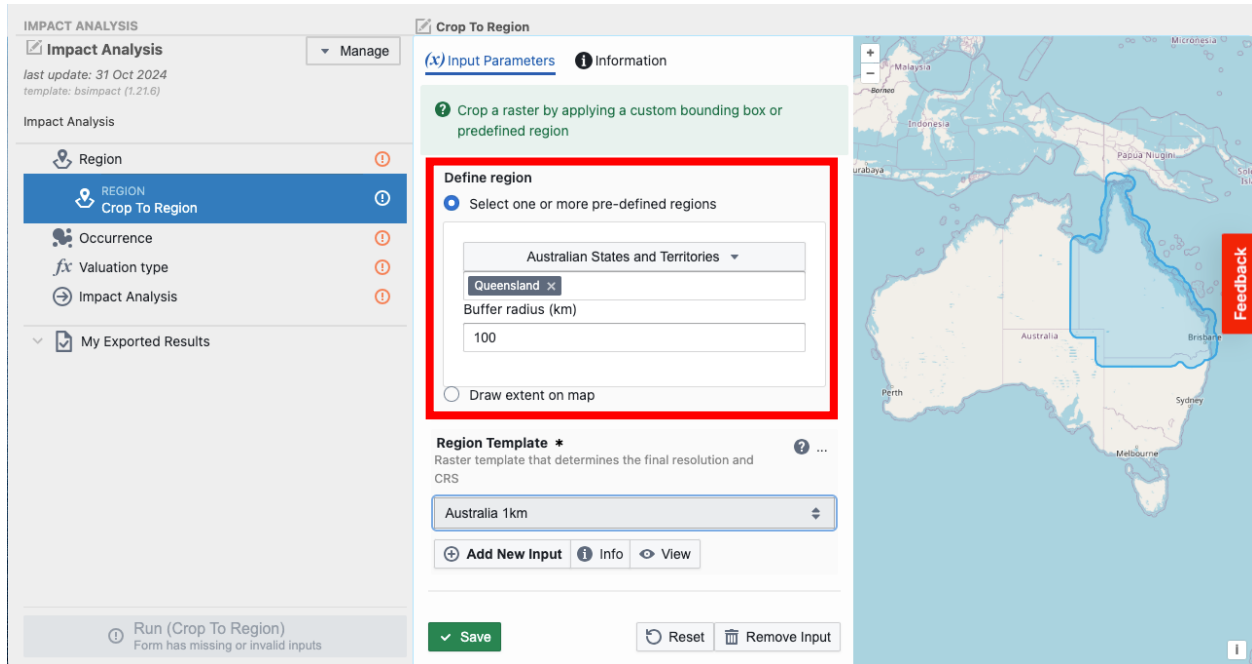 IMPACT ANALYSIS
Impact Analysis
Manage
last update: 31 Oct 2024
template: bsimpact (1.21.6)
Impact Analysis
Region
REGION
Crop To Region
Occurrence
fx Valuation type
Impact Analysis
My Exported Results
Run (Crop To Region)
Form has missing or invalid inputs
Crop To Region
(x) Input Parameters
Information
Crop a raster by applying a custom bounding box or
predefined region
Define region
Select one or more pre-defined regions
Australian States and Territories
Queensland ×
Buffer radius (km)
100
Draw extent on map
Region Template *
...
Raster template that determines the final resolution and
CRS
Australia 1km
Add New Input
Info
View
Save
Reset
Remove Input
+
−
Micronesia
Malaysia
Borneo
Indonesia
Papua Niugini
Australia
Brisbane
Perth
Sydney
Melbourne
Feedback
i